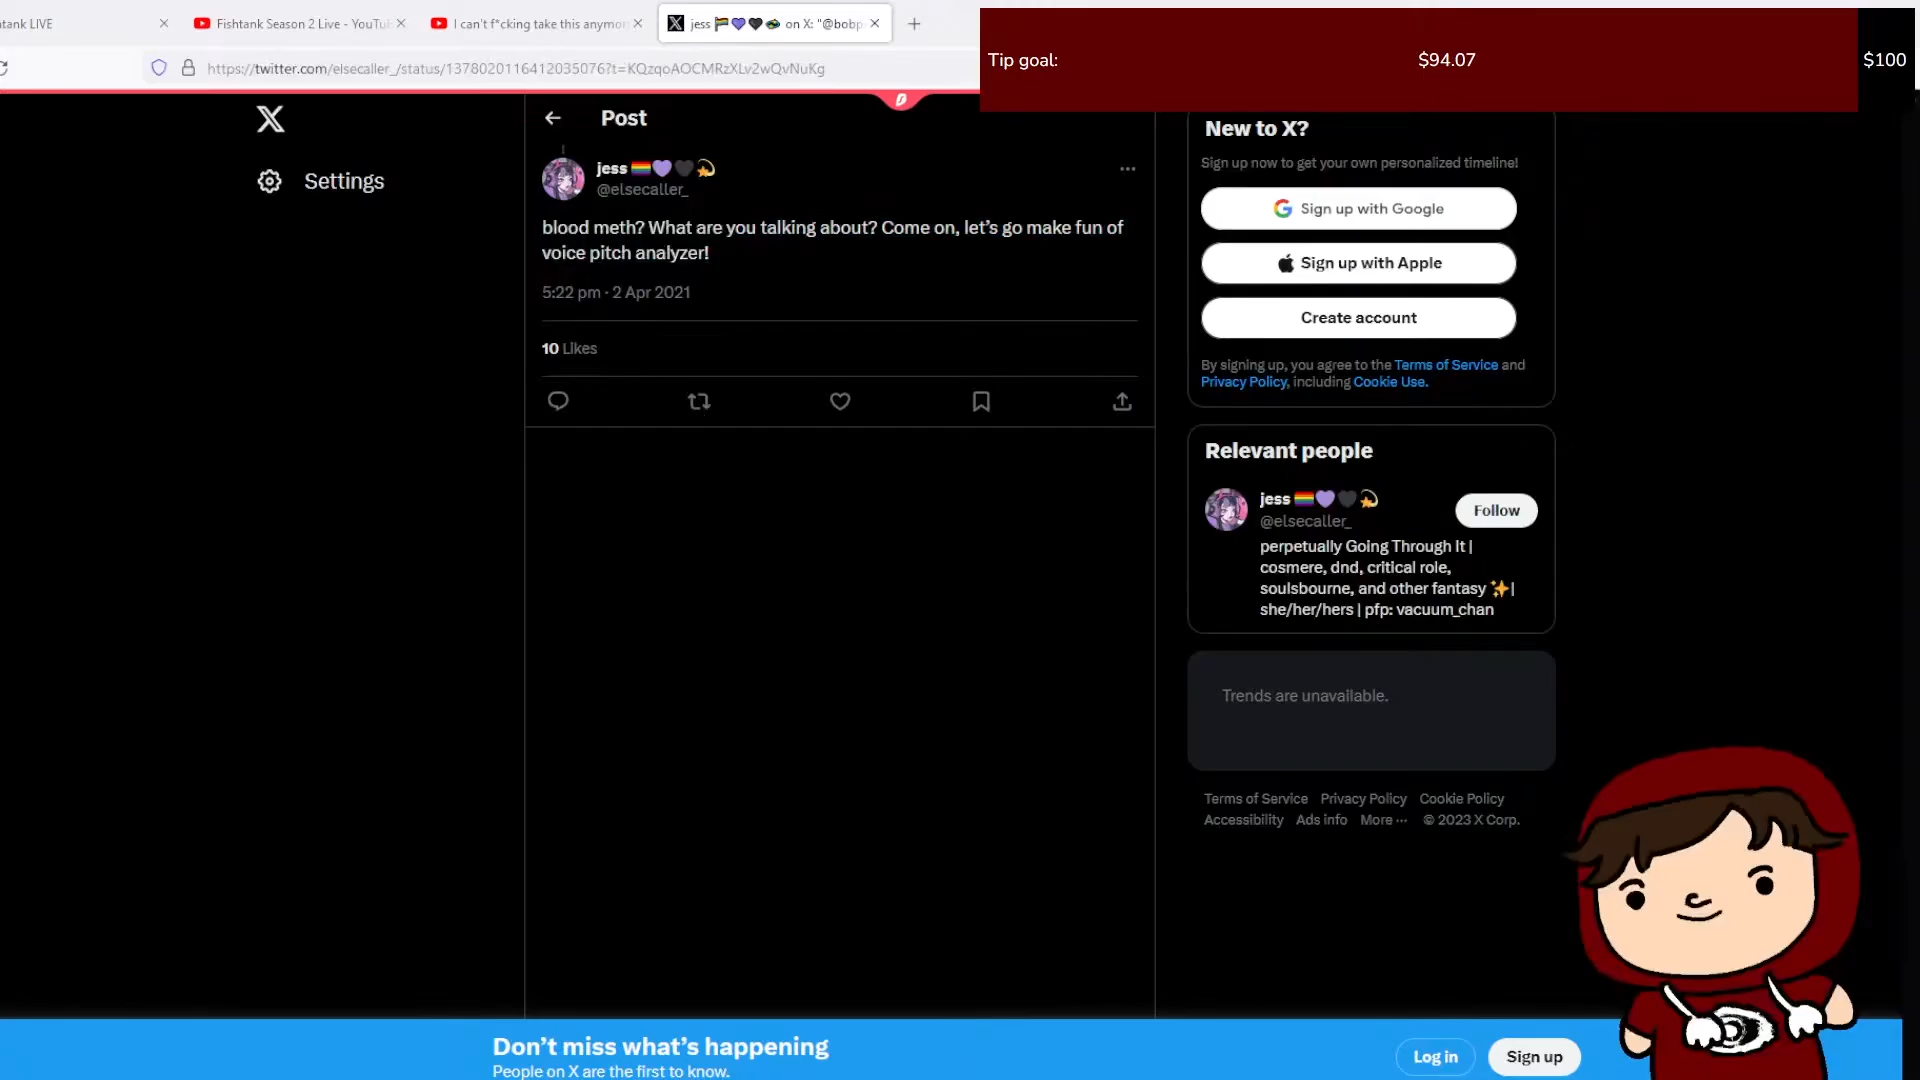 tank LIVE
Fishtank Season 2 Live - YouTu
I can't f*cking take this anymor
jess on X: "@bobp
https://twitter.com/elsecaller_/status/1378020116412035076?t=KQzqoAOCMRzXLv2wQvNuKg
Tip goal:
$94.07
$100
Post
jess
@elsecaller_
blood meth? What are you talking about? Come on, let's go make fun of
voice pitch analyzer!
5:22 pm · 2 Apr 2021
10 Likes
Settings
New to X?
Sign up now to get your own personalized timeline!
Sign up with Google
Sign up with Apple
Create account
By signing up, you agree to the Terms of Service and
Privacy Policy, including Cookie Use.
Relevant people
jess
@elsecaller_
Follow
perpetually Going Through It |
cosmere, dnd, critical role,
soulsbourne, and other fantasy ✨|
she/her/hers | pfp: vacuum_chan
Trends are unavailable.
Terms of Service Privacy Policy Cookie Policy
Accessibility Ads info More ··· © 2023 X Corp.
Don't miss what's happening
People on X are the first to know.
Log in
Sign up